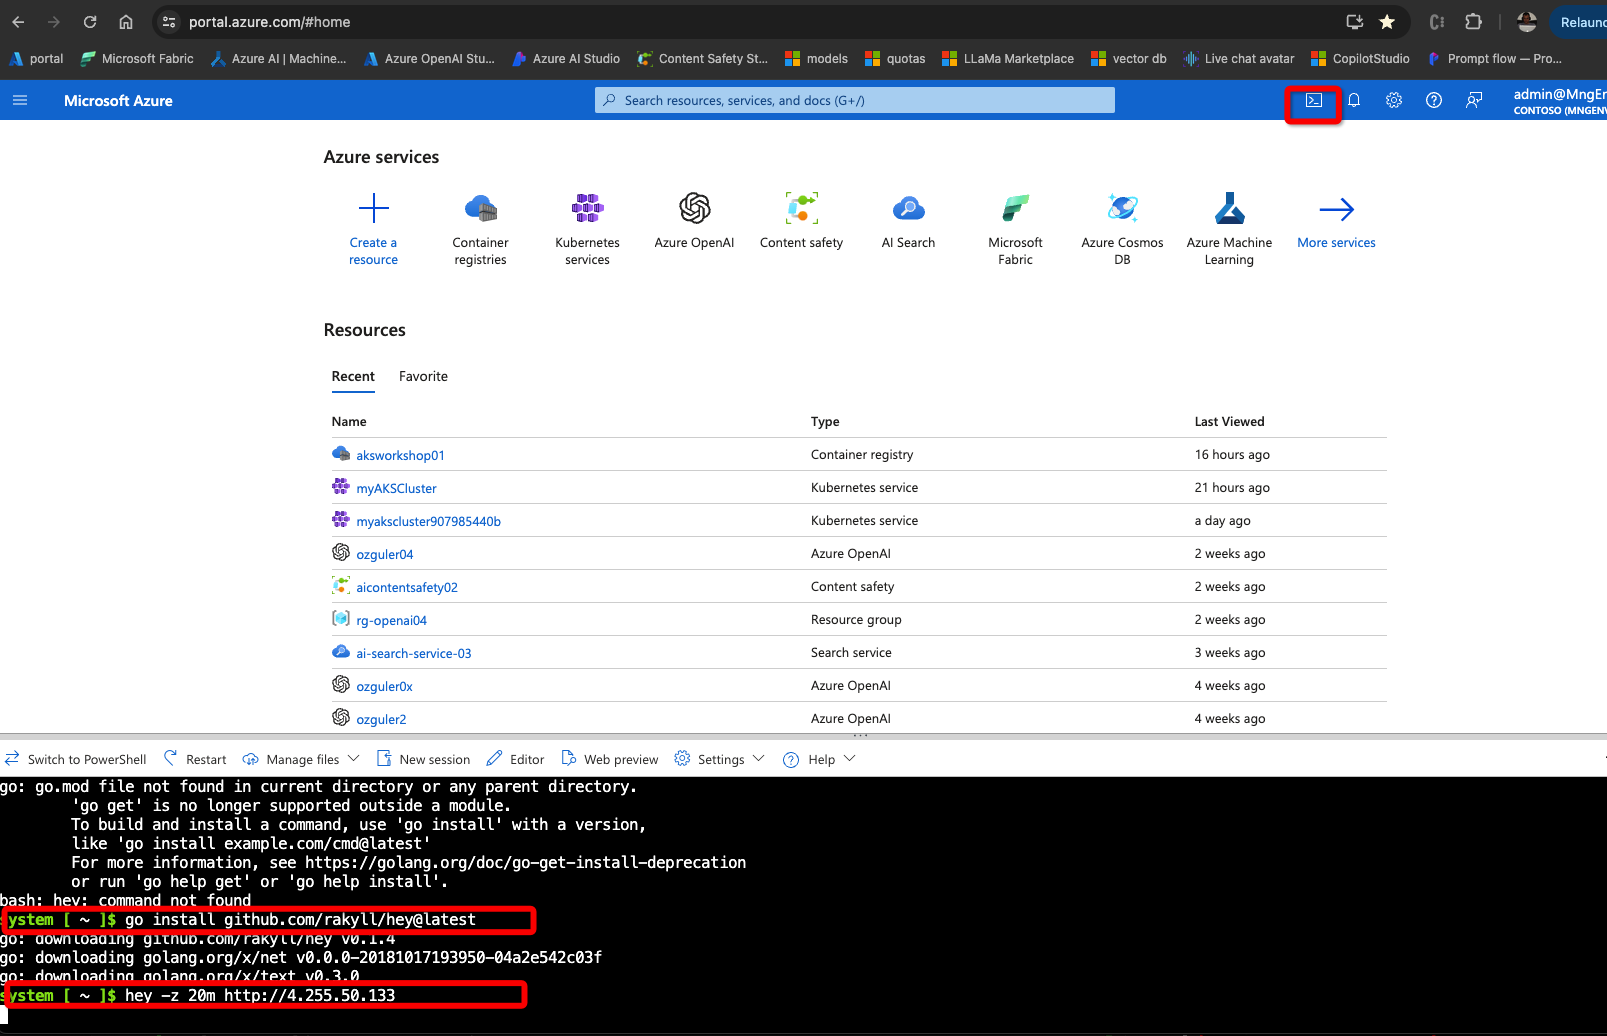 portal.azure.com/#home
Relaun
portal
Microsoft Fabric
Azure AI | Machine...
Azure OpenAI Stu...
Azure AI Studio
Content Safety St...
models
quotas
LLaMa Marketplace
vector db
Live chat avatar
CopilotStudio
Prompt flow — Pro...
Microsoft Azure
Search resources, services, and docs (G+/)
admin@MngEn
CONTOSO (MNGENV
Azure services
Create a resource
Container registries
Kubernetes services
Azure OpenAI
Content safety
AI Search
Microsoft Fabric
Azure Cosmos DB
Azure Machine Learning
More services
Resources
Recent Favorite
Name Type Last Viewed
aksworkshop01 Container registry 16 hours ago
myAKSCluster Kubernetes service 21 hours ago
myakscluster907985440b Kubernetes service a day ago
ozguler04 Azure OpenAI 2 weeks ago
aicontentsafety02 Content safety 2 weeks ago
rg-openai04 Resource group 2 weeks ago
ai-search-service-03 Search service 3 weeks ago
ozguler0x Azure OpenAI 4 weeks ago
ozguler2 Azure OpenAI 4 weeks ago
Switch to PowerShell Restart Manage files New session Editor Web preview Settings Help
go: go.mod file not found in current directory or any parent directory.
'go get' is no longer supported outside a module.
To build and install a command, use 'go install' with a version,
like 'go install example.com/cmd@latest'
For more information, see https://golang.org/doc/go-get-install-deprecation
or run 'go help get' or 'go help install'.
bash: hey: command not found
system [ ~ ]$ go install github.com/rakyll/hey@latest
go: downloading github.com/rakyll/hey v0.1.4
go: downloading golang.org/x/net v0.0.0-20181017193950-04a2e542c03f
go: downloading golang.org/x/text v0.3.0
system [ ~ ]$ hey -z 20m http://4.255.50.133